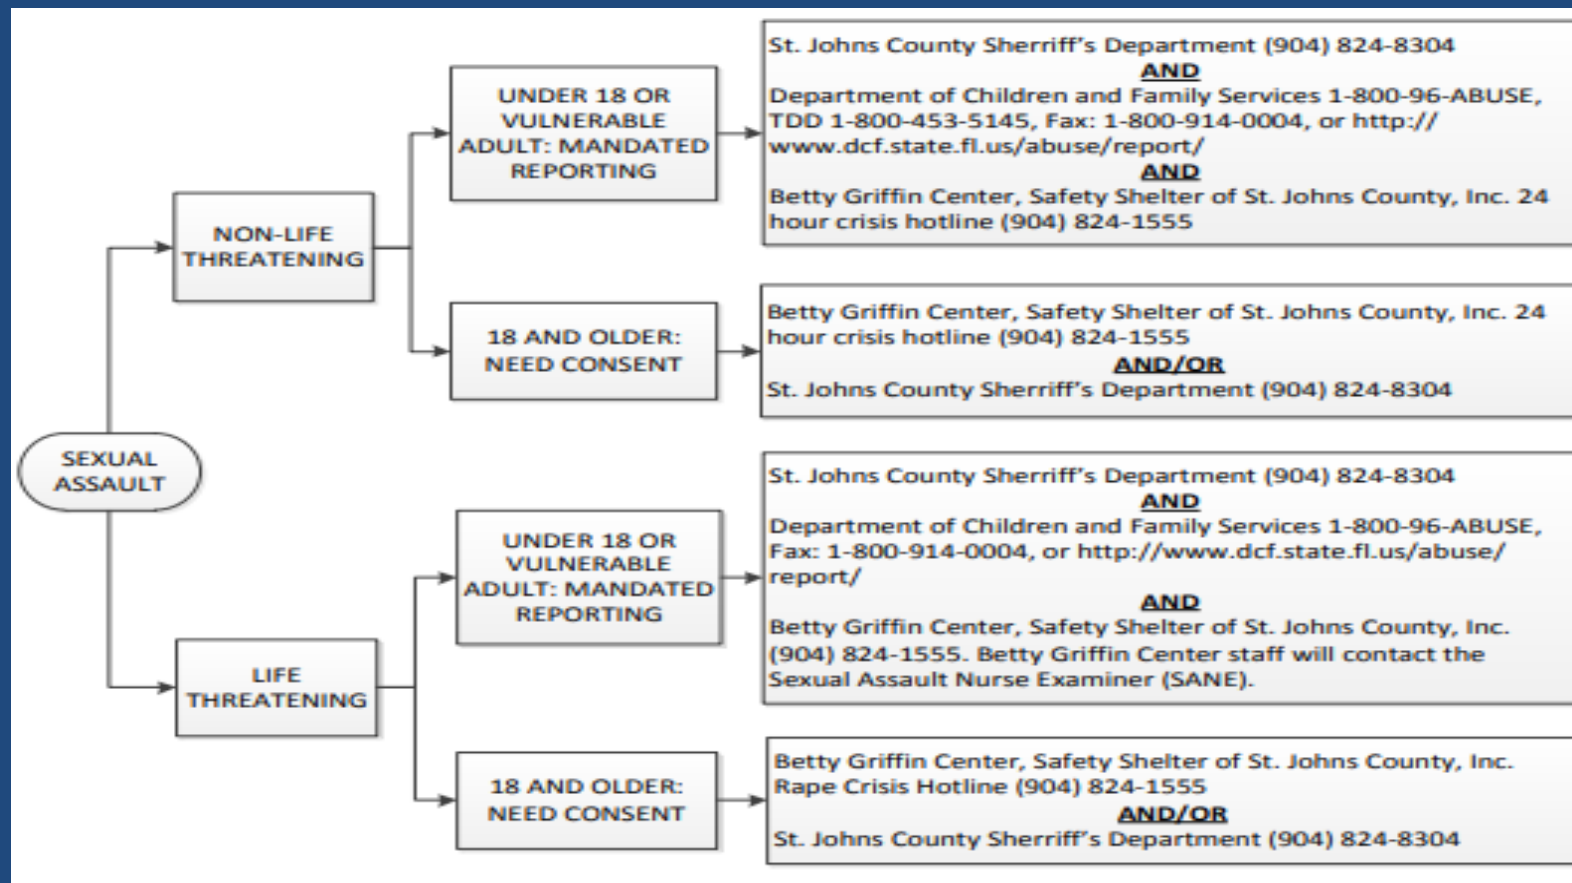 SEXUAL
ASSAULT
NON-LIFE
THREATENING
UNDER 18 OR
VULNERABLE
ADULT: MANDATED
REPORTING
St. Johns County Sherriff's Department (904) 824-8304
AND
Department of Children and Family Services 1-800-96-ABUSE,
TDD 1-800-453-5145, Fax: 1-800-914-0004, or http://
www.dcf.state.fl.us/abuse/report/
AND
Betty Griffin Center, Safety Shelter of St. Johns County, Inc. 24
hour crisis hotline (904) 824-1555
18 AND OLDER:
NEED CONSENT
Betty Griffin Center, Safety Shelter of St. Johns County, Inc. 24
hour crisis hotline (904) 824-1555
AND/OR
St. Johns County Sherriff's Department (904) 824-8304
LIFE
THREATENING
UNDER 18 OR
VULNERABLE
ADULT: MANDATED
REPORTING
St. Johns County Sherriff's Department (904) 824-8304
AND
Department of Children and Family Services 1-800-96-ABUSE,
Fax: 1-800-914-0004, or http://www.dcf.state.fl.us/abuse/
report/
AND
Betty Griffin Center, Safety Shelter of St. Johns County, Inc.
(904) 824-1555. Betty Griffin Center staff will contact the
Sexual Assault Nurse Examiner (SANE).
18 AND OLDER:
NEED CONSENT
Betty Griffin Center, Safety Shelter of St. Johns County, Inc.
Rape Crisis Hotline (904) 824-1555
AND/OR
St. Johns County Sherriff's Department (904) 824-8304